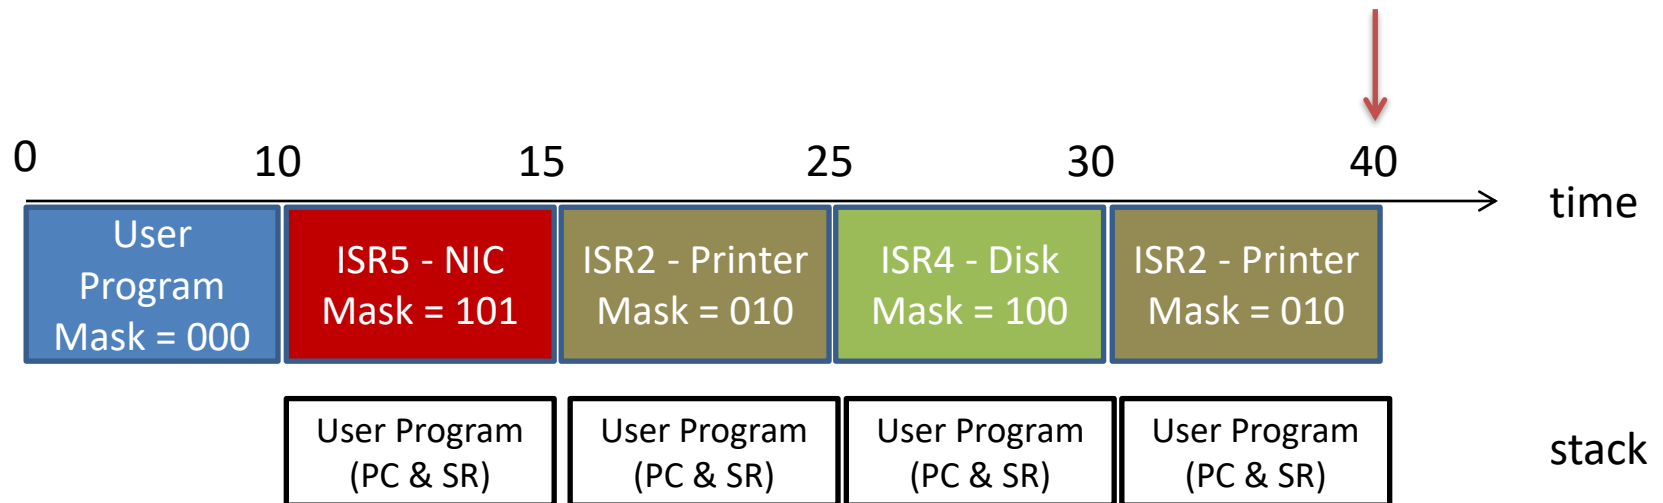 0 10 15 25 30 40
time
User
Program
Mask = 000
ISR5 - NIC
Mask = 101
ISR2 - Printer
Mask = 010
ISR4 - Disk
Mask = 100
ISR2 - Printer
Mask = 010
User Program
(PC & SR)
User Program
(PC & SR)
User Program
(PC & SR)
User Program
(PC & SR)
stack